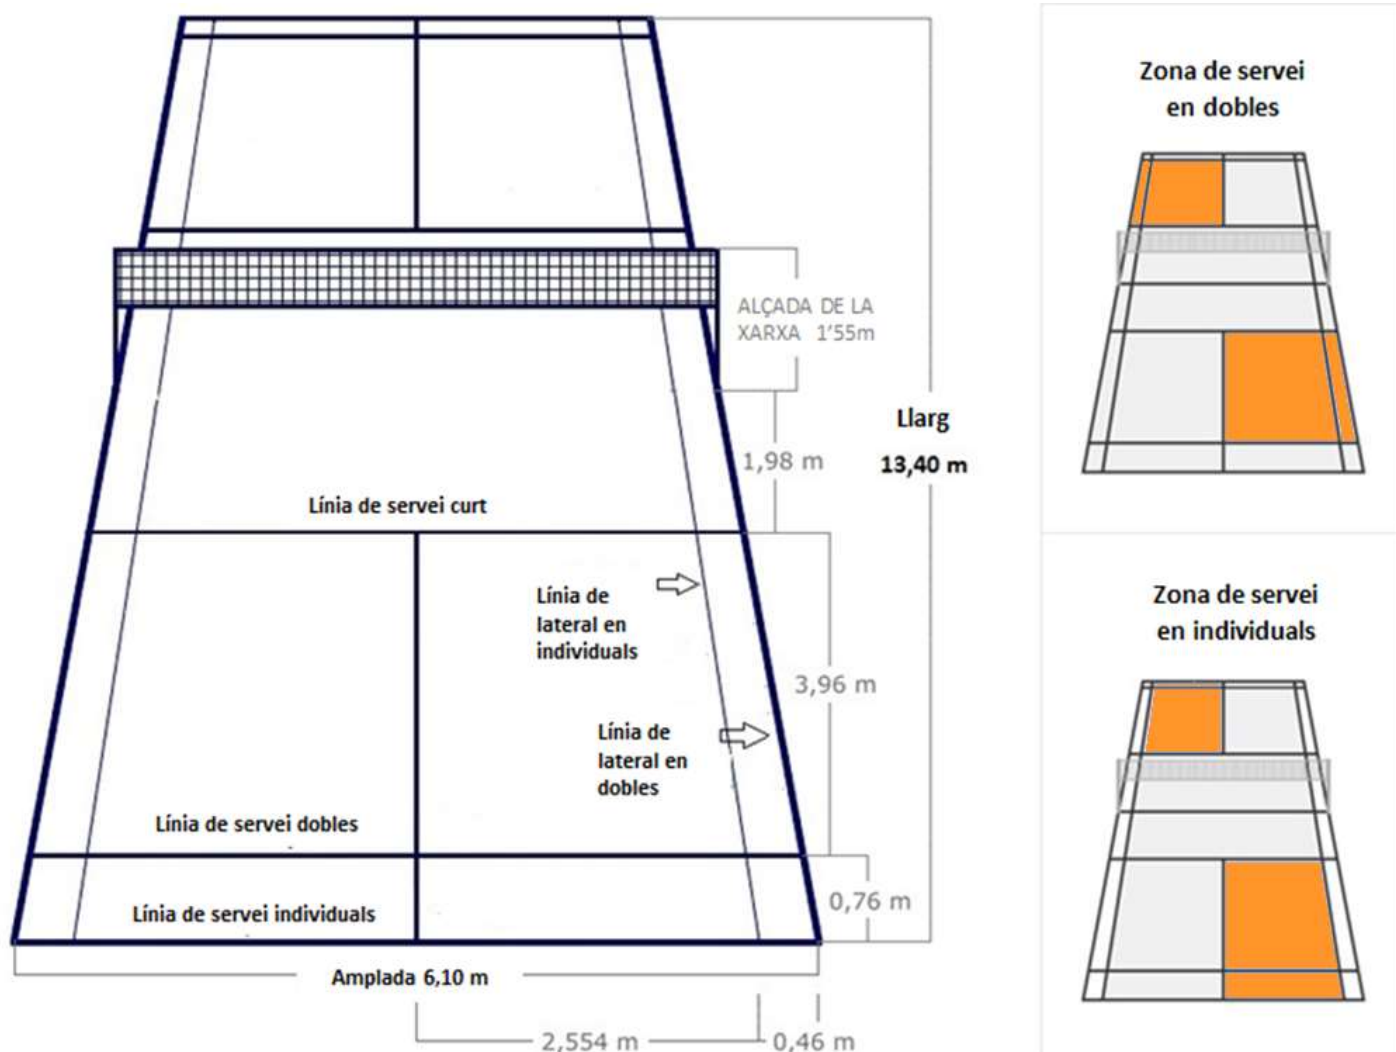 ALÇADA DE LA
XARXA 1'55m
Llarg
13,40 m
1,98 m
Línia de servei curt
Línia de
lateral en
individuals
3,96 m
Línia de
lateral en
dobles
Línia de servei dobles
0,76 m
Línia de servei individuals
Amplada 6,10 m
2,554 m
0,46 m
Zona de servei
en dobles
Zona de servei
en individuals